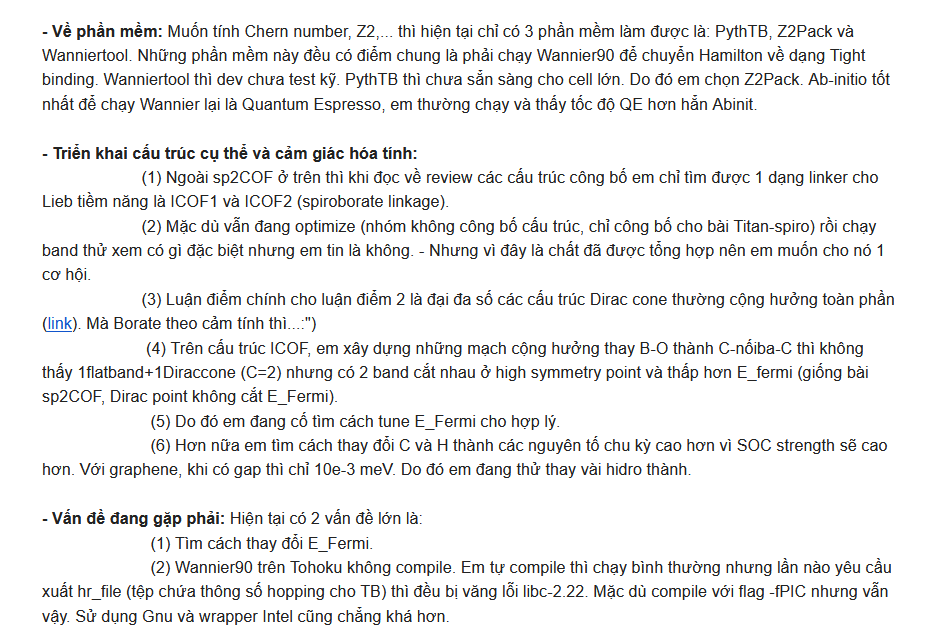 - Về phần mềm: Muốn tính Chern number, Z2,... thì hiện tại chỉ có 3 phần mềm làm được là: PythTB, Z2Pack và
Wanniertool. Những phần mềm này đều có điểm chung là phải chạy Wannier90 để chuyển Hamilton về dạng Tight
binding. Wanniertool thì dev chưa test kỹ. PythTB thì chưa sẵn sàng cho cell lớn. Do đó em chọn Z2Pack. Ab-initio tốt
nhất để chạy Wannier lại là Quantum Espresso, em thường chạy và thấy tốc độ QE hơn hẳn Abinit.
- Triển khai cấu trúc cụ thể và cảm giác hóa tính:
(1) Ngoài sp2COF ở trên thì khi đọc về review các cấu trúc công bố em chỉ tìm được 1 dạng linker cho
Lieb tiềm năng là ICOF1 và ICOF2 (spiroborate linkage).
(2) Mặc dù vẫn đang optimize (nhóm không công bố cấu trúc, chỉ công bố cho bài Titan-spiro) rồi chạy
band thử xem có gì đặc biệt nhưng em tin là không. - Nhưng vì đây là chất đã được tổng hợp nên em muốn cho nó 1
cơ hội.
(3) Luận điểm chính cho luận điểm 2 là đại đa số các cấu trúc Dirac cone thường cộng hưởng toàn phần
(link). Mà Borate theo cảm tính thì...:")
(4) Trên cấu trúc ICOF, em xây dựng những mạch cộng hưởng thay B-O thành C-nốiba-C thì không
thấy 1flatband+1Diraccone (C=2) nhưng có 2 band cắt nhau ở high symmetry point và thấp hơn E_fermi (giống bài
sp2COF, Dirac point không cắt E_Fermi).
(5) Do đó em đang cố tìm cách tune E_Fermi cho hợp lý.
(6) Hơn nữa em tìm cách thay đổi C và H thành các nguyên tố chu kỳ cao hơn vì SOC strength sẽ cao
hơn. Với graphene, khi có gap thì chỉ 10e-3 meV. Do đó em đang thử thay vài hidro thành.
- Vấn đề đang gặp phải: Hiện tại có 2 vấn đề lớn là:
(1) Tìm cách thay đổi E_Fermi.
(2) Wannier90 trên Tohoku không compile. Em tự compile thì chạy bình thường nhưng lần nào yêu cầu
xuất hr_file (tệp chứa thông số hopping cho TB) thì đều bị văng lỗi libc-2.22. Mặc dù compile với flag -fPIC nhưng vẫn
vậy. Sử dụng Gnu và wrapper Intel cũng chẳng khá hơn.